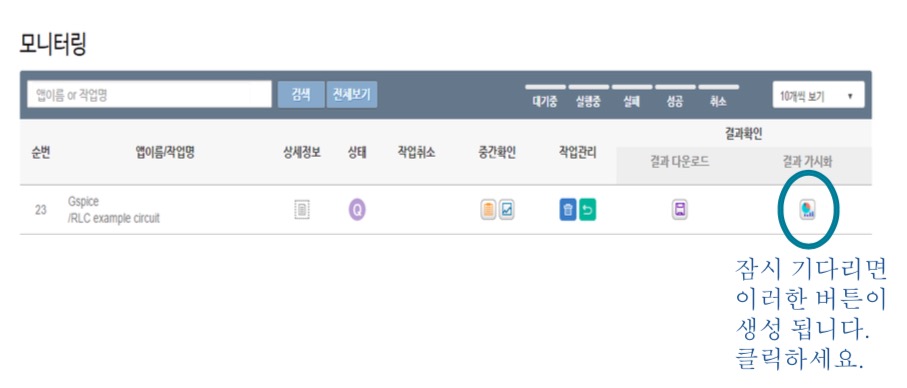 모니터링
앱이름 or 작업명 검색 전체보기 대기중 실행중 실패 성공 취소 10개씩 보기
순번 앱이름/작업명 상세정보 상태 작업취소 중간확인 작업관리 결과확인
결과 다운로드 결과 가시화
23 Gspice
/RLC example circuit
Q
잠시 기다리면
이러한 버튼이
생성 됩니다.
클릭하세요.